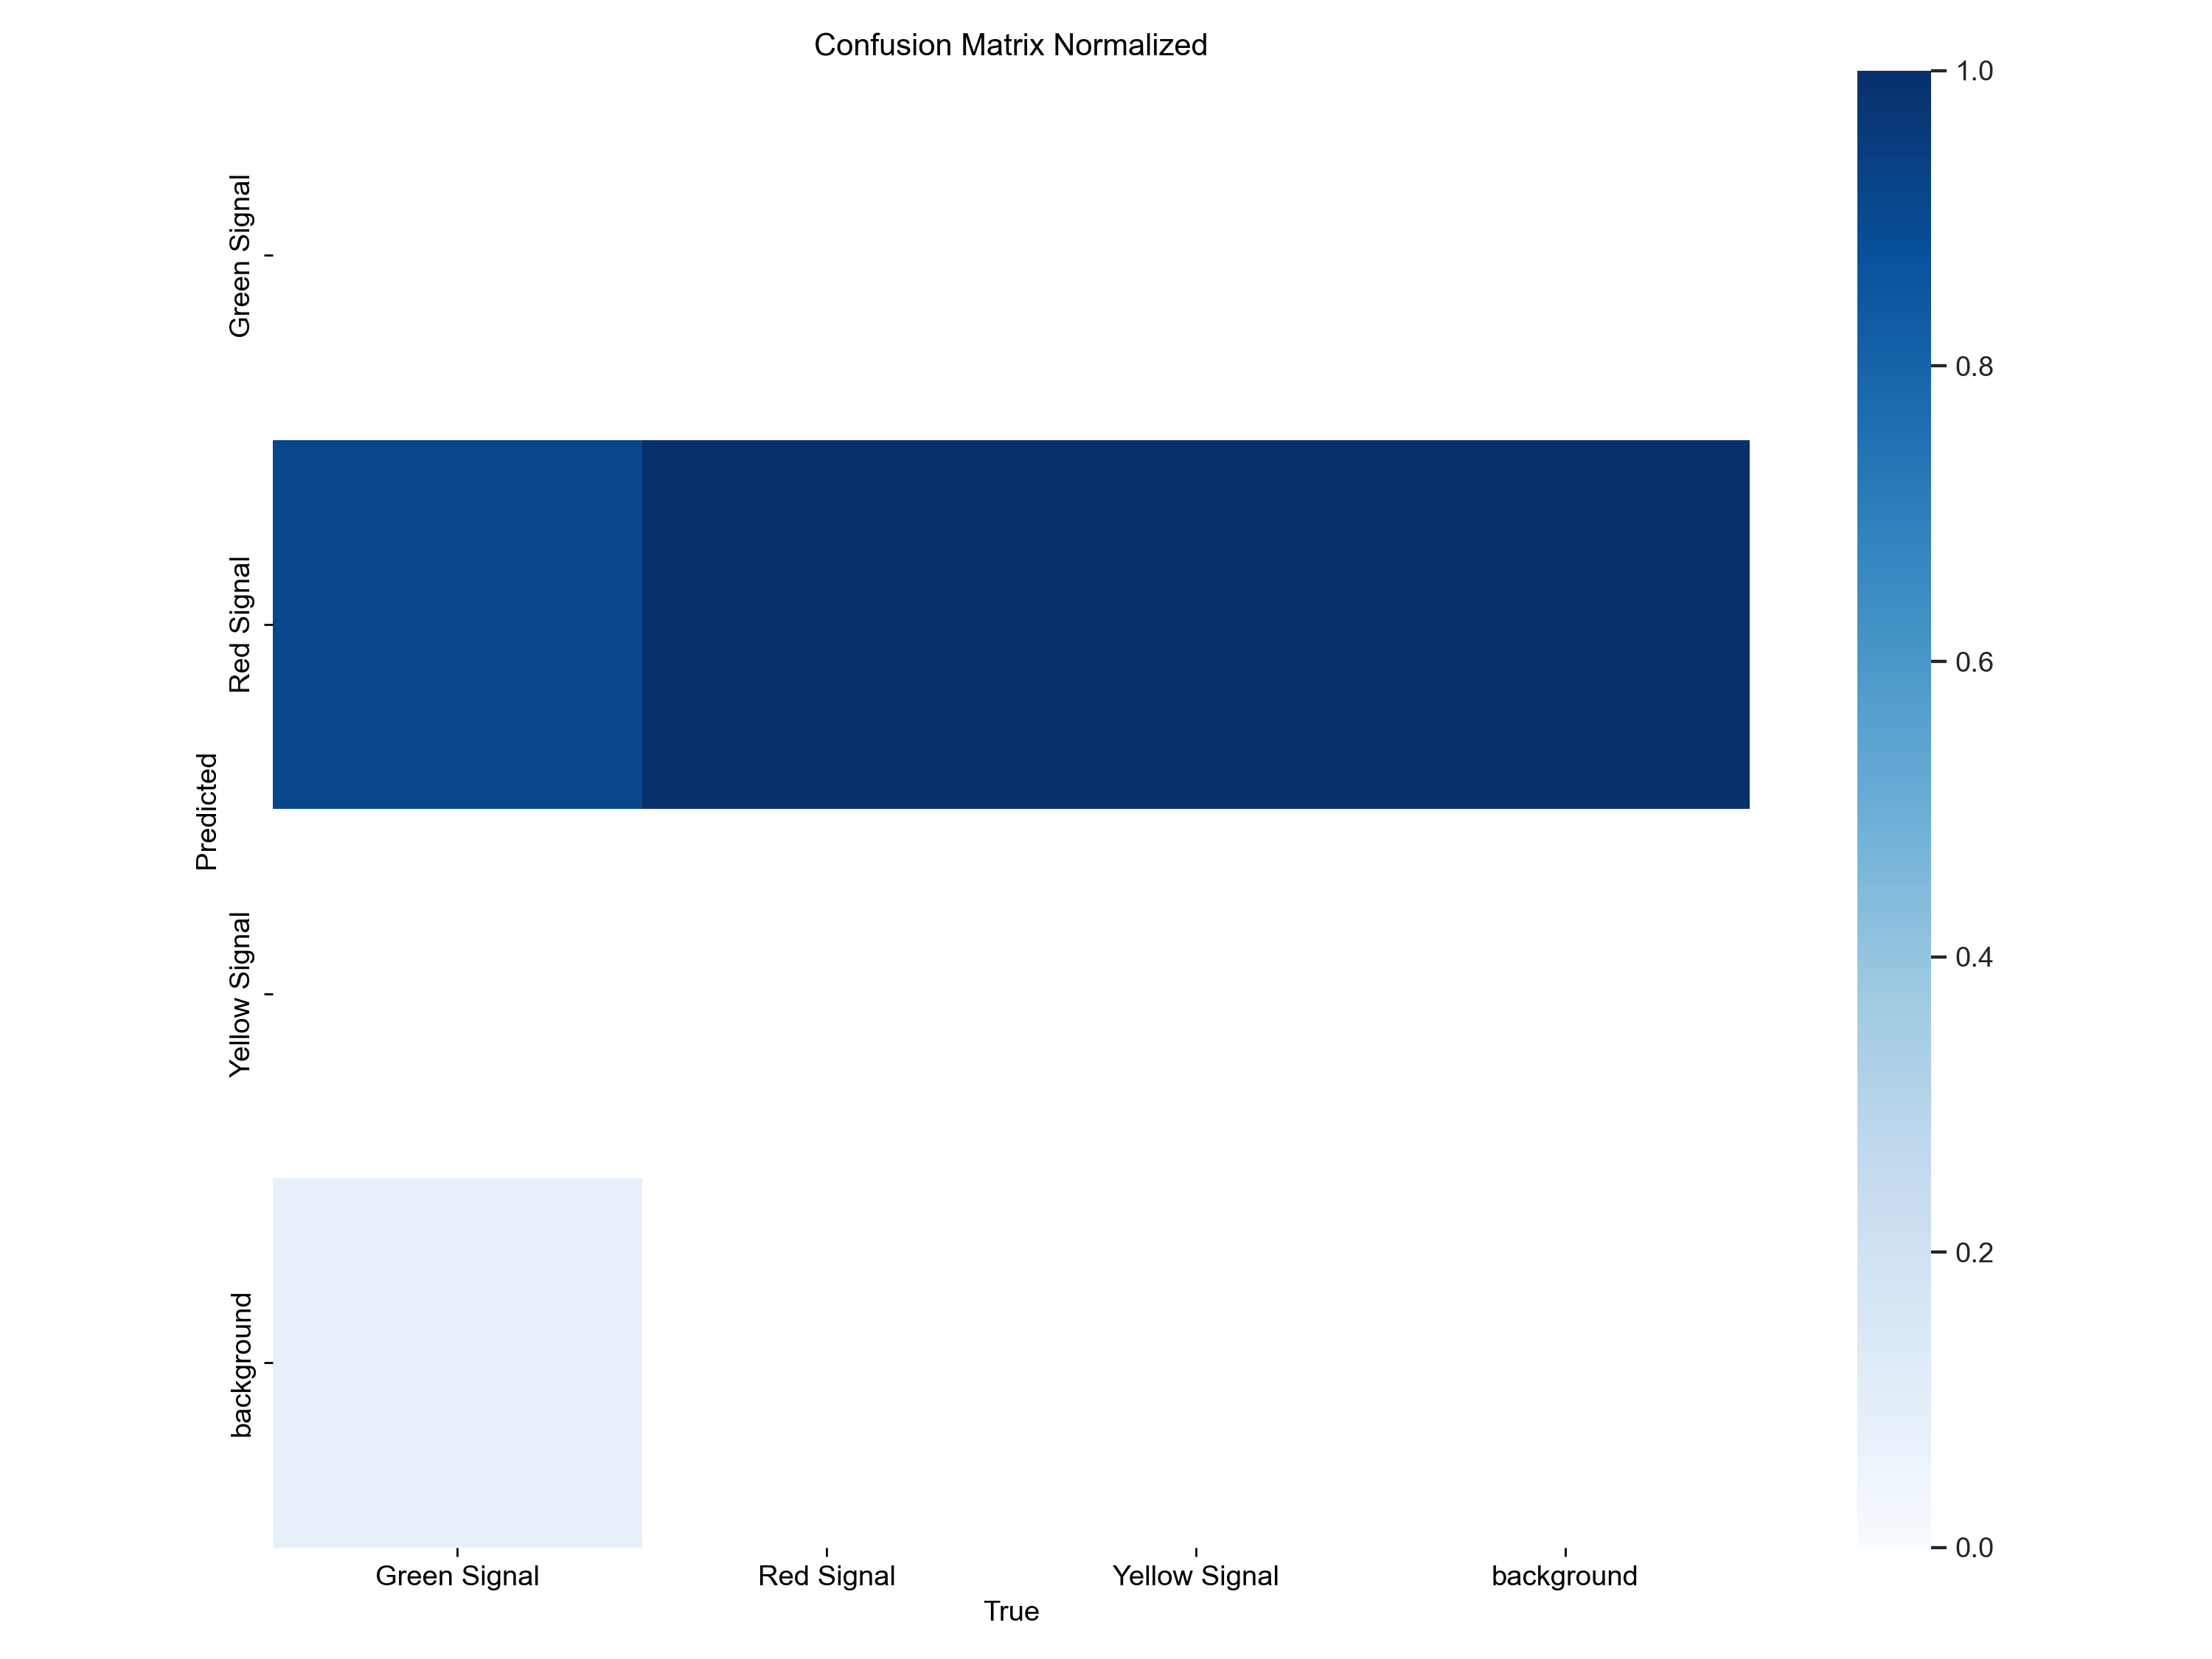 Confusion Matrix Normalized
Green Signal
Red Signal
Yellow Signal
background
Predicted
Green Signal
Red Signal
Yellow Signal
background
True
1.0
0.8
0.6
0.4
0.2
0.0